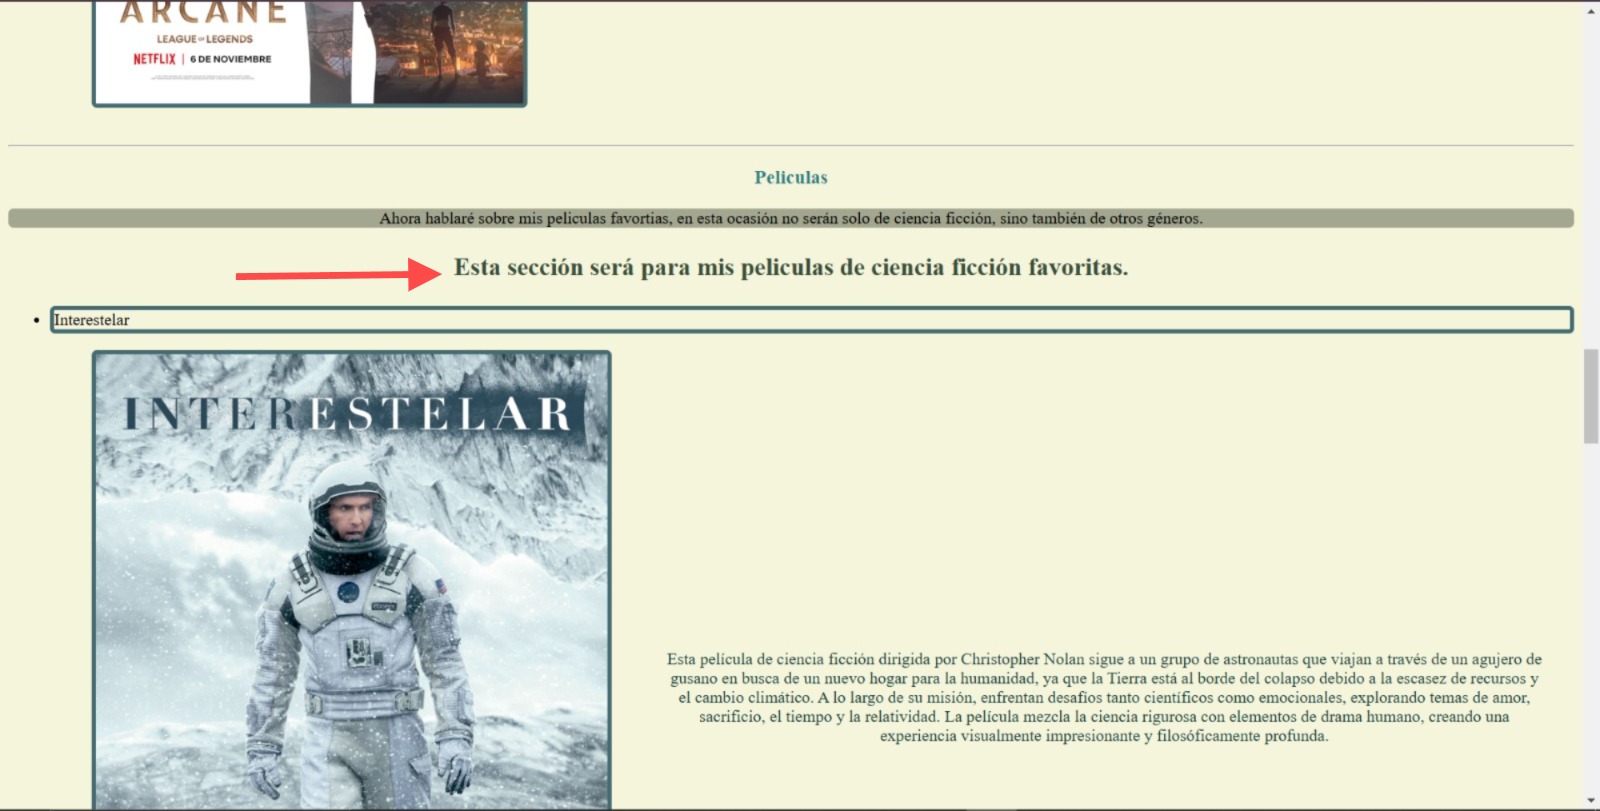 ARCANE
LEAGUE OF LEGENDS
NETFLIX | 6 DE NOVIEMBRE
Peliculas
Ahora hablaré sobre mis peliculas favortias, en esta ocasión no serán solo de ciencia ficción, sino también de otros géneros.
Esta sección será para mis peliculas de ciencia ficción favoritas.
Interestelar
INTERESTELAR
Esta película de ciencia ficción dirigida por Christopher Nolan sigue a un grupo de astronautas que viajan a través de un agujero de
gusano en busca de un nuevo hogar para la humanidad, ya que la Tierra está al borde del colapso debido a la escasez de recursos y
el cambio climático. A lo largo de su misión, enfrentan desafíos tanto científicos como emocionales, explorando temas de amor,
sacrificio, el tiempo y la relatividad. La película mezcla la ciencia rigurosa con elementos de drama humano, creando una
experiencia visualmente impresionante y filosóficamente profunda.